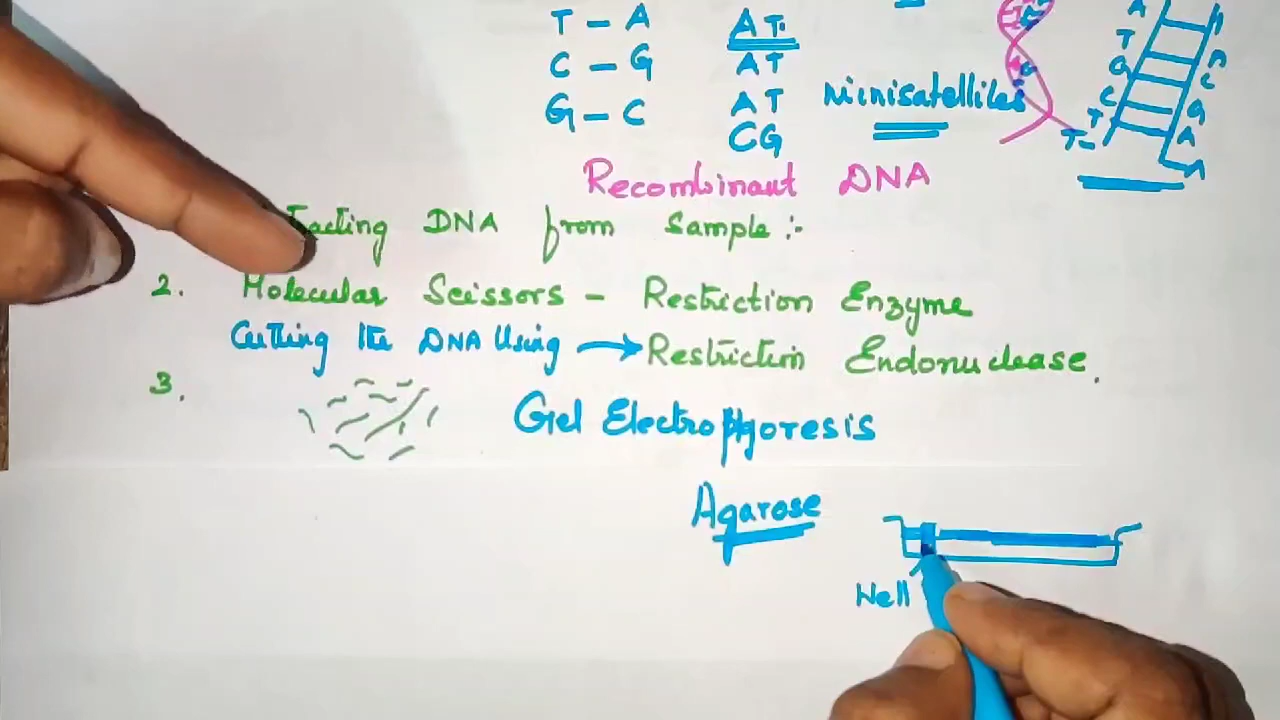 T – A    AT
C – G    AT
G – C    AT    Minisatellites
CG
Recombinant DNA
DNA from Sample :-
2. Molecular Scissors – Restriction Enzyme
Cutting the DNA Using → Restriction Endonuclease.
3. Gel Electrophoresis
Agarose
Well
A
T
G
C
T
T–
C
G
A